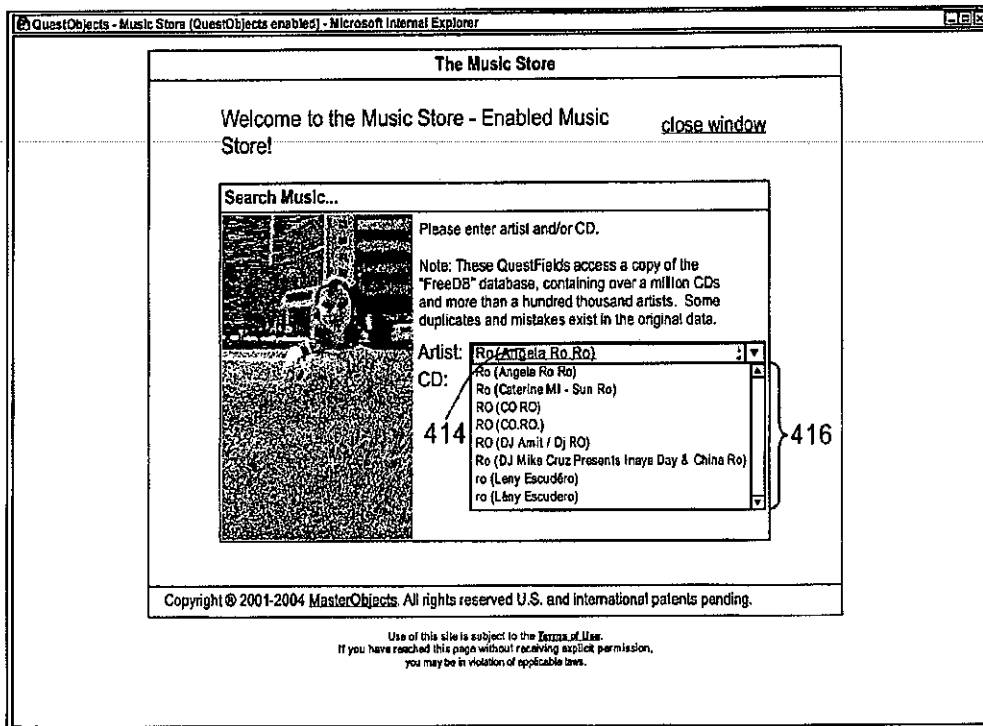 QuestObjects - Music Store (QuestObjects enabled) - Microsoft Internet Explorer
The Music Store
Welcome to the Music Store - Enabled Music
Store!
close window
Search Music...
Please enter artist and/or CD.
Note: These QuestFields access a copy of the
"FreeDB" database, containing over a million CDs
and more than a hundred thousand artists. Some
duplicates and mistakes exist in the original data.
Artist: Ro (Angela Ro Ro)
CD:
Ro (Angela Ro Ro)
Ro (Caterine MI - Sun Ro)
RO (CO RO)
RO (CO.RO.)
RO (DJ Amit / Dj RO)
Ro (DJ Mike Cruz Presents Inaya Day & China Ro)
ro (Leny Escudéro)
ro (Lény Escudero)
414
416
Copyright ® 2001-2004 MasterObjects. All rights reserved U.S. and international patents pending.
Use of this site is subject to the Terms of Use.
If you have reached this page without receiving explicit permission,
you may be in violation of applicable laws.